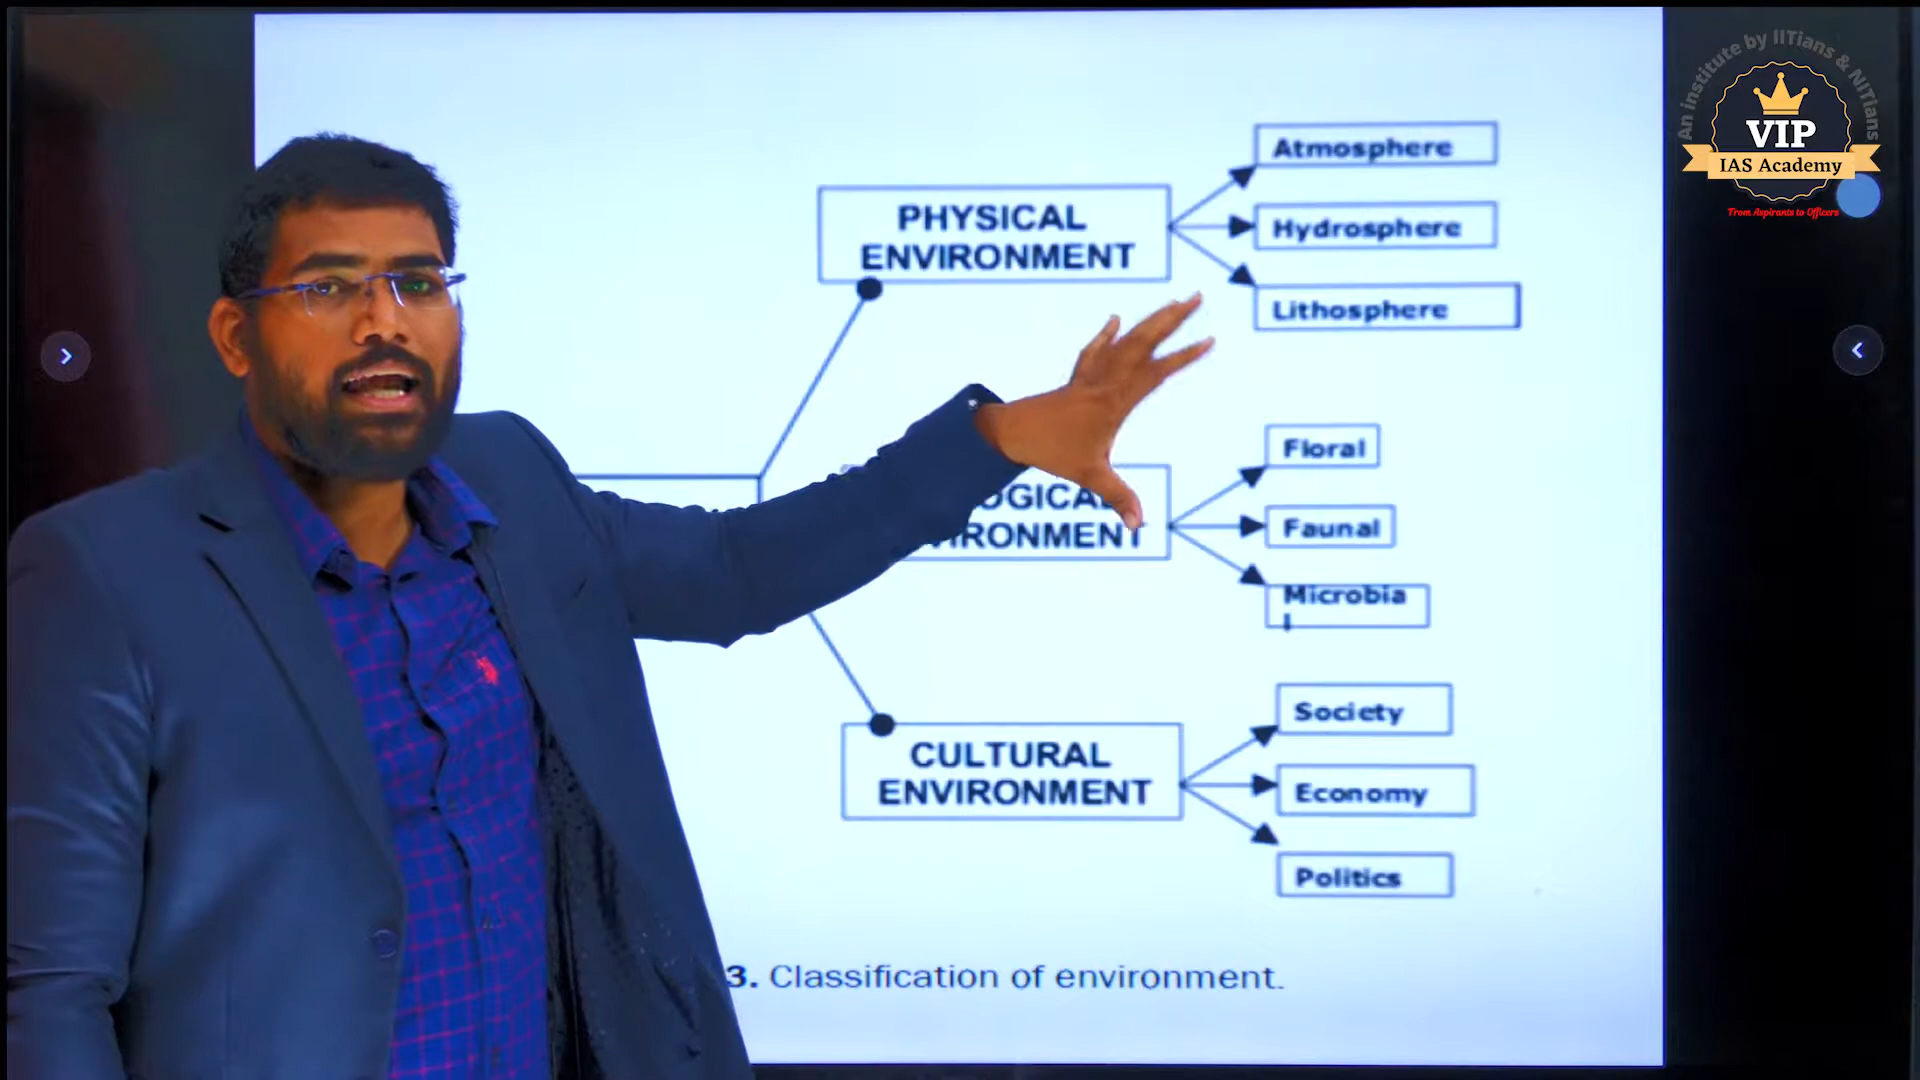 An institute by IITians & NITians
VIP
IAS Academy
From Aspirants to Officers
PHYSICAL
ENVIRONMENT
Atmosphere
Hydrosphere
Lithosphere
Floral
Faunal
Microbia
l
CULTURAL
ENVIRONMENT
Society
Economy
Politics
3. Classification of environment.